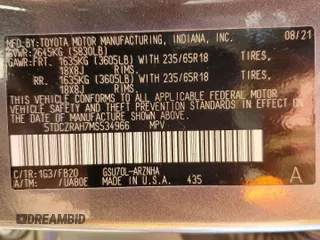 MFD. BY: TOYOTA MOTOR MANUFACTURING, INDIANA, INC. 08/21
GVWR: 2645KG (5830LB)
GAWR: FRT. 1635KG (3605LB) WITH 235/65R18 TIRES,
18X8J RIMS,
RR. 1635KG (3605LB) WITH 235/65R18 TIRES,
18X8J RIMS,
THIS VEHICLE CONFORMS TO ALL APPLICABLE FEDERAL MOTOR
VEHICLE SAFETY AND THEFT PREVENTION STANDARDS IN EFFECT ON
THE DATE OF MANUFACTURE SHOWN ABOVE.
5TDCZRAH7MS534966 MPV
C/TR: 1G3/FB20 GSU70L-ARZNHA
A/TM: /UA80E MADE IN U.S.A. 435 A
DREAMBID